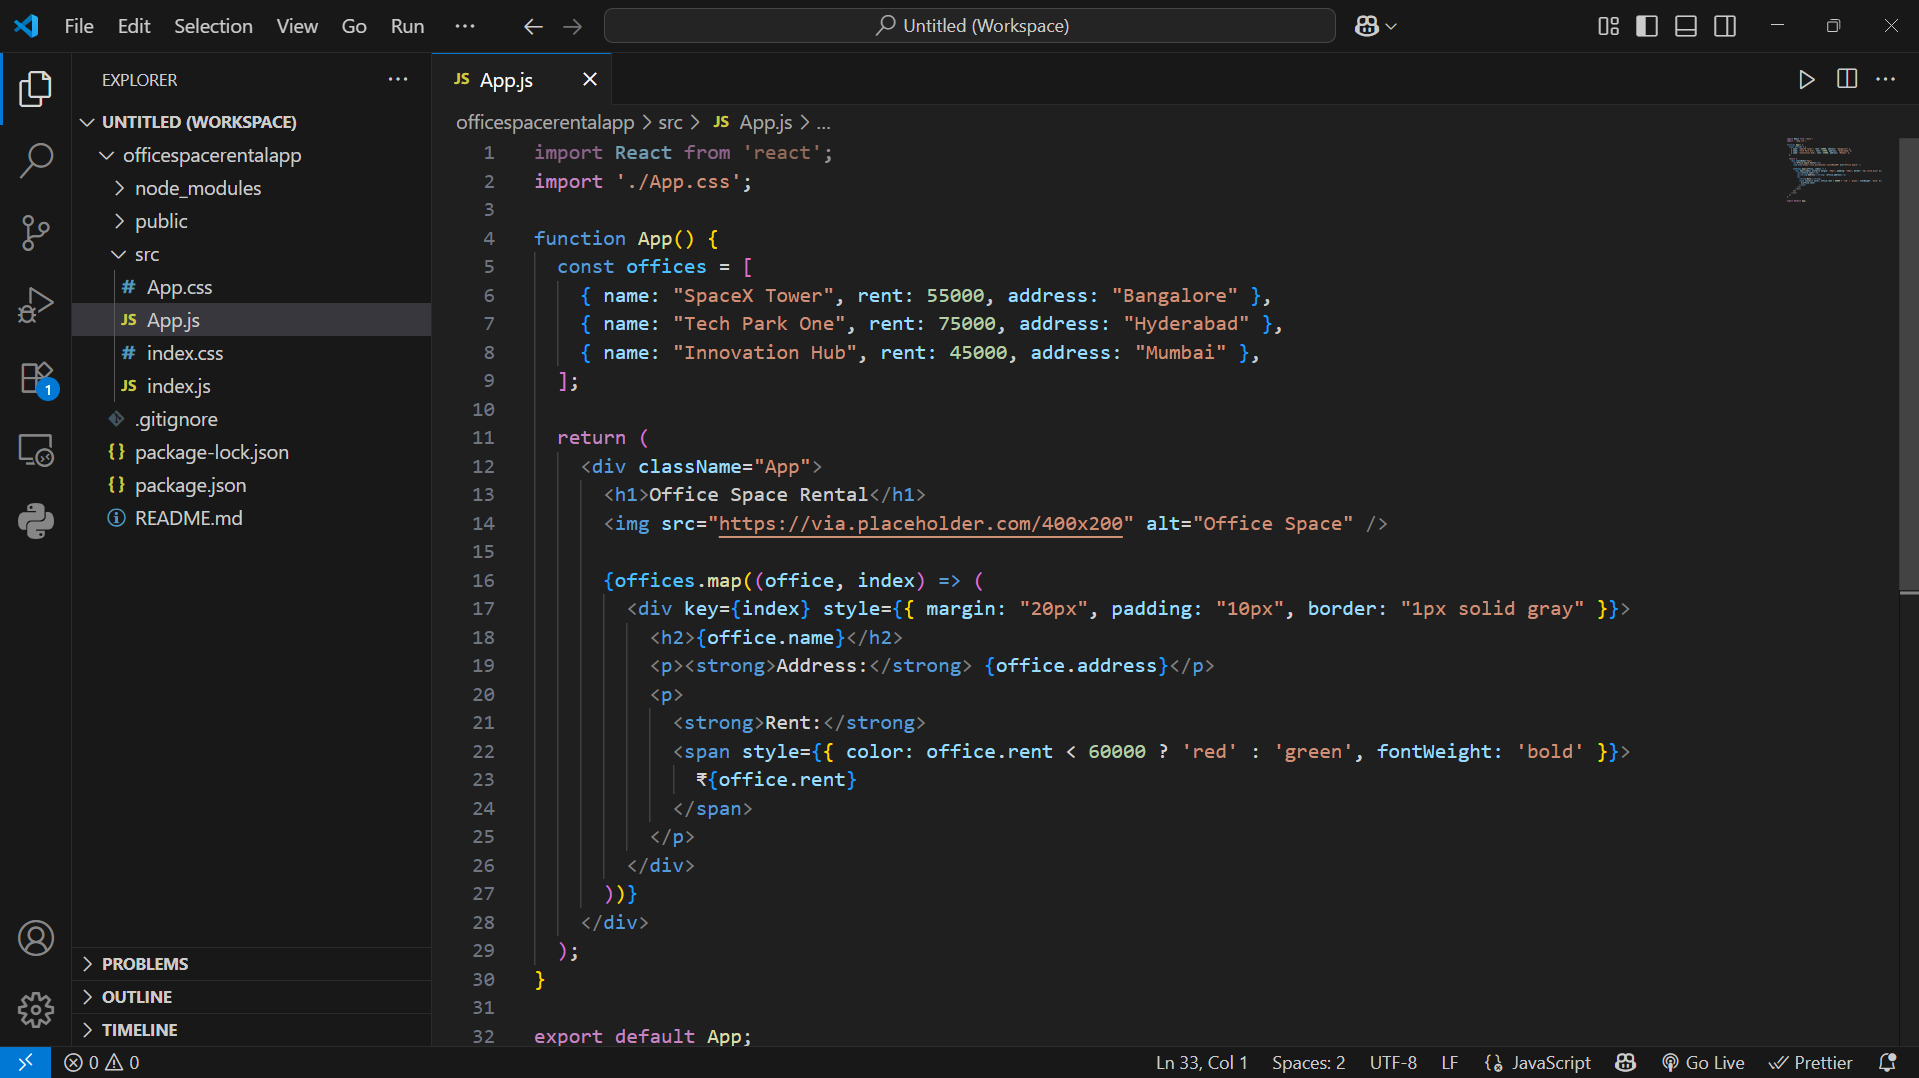 File Edit Selection View Go Run ··· Untitled (Workspace)
EXPLORER ···
JS App.js
UNTITLED (WORKSPACE)
officespacerentalapp
node_modules
public
src
# App.css
JS App.js
# index.css
JS index.js
.gitignore
{} package-lock.json
{} package.json
README.md
1
PROBLEMS
OUTLINE
TIMELINE
officespacerentalapp > src > JS App.js > ...
1 import React from 'react';
2 import './App.css';
3
4 function App() {
5 const offices = [
6 { name: "SpaceX Tower", rent: 55000, address: "Bangalore" },
7 { name: "Tech Park One", rent: 75000, address: "Hyderabad" },
8 { name: "Innovation Hub", rent: 45000, address: "Mumbai" },
9 ];
10
11 return (
12 <div className="App">
13 <h1>Office Space Rental</h1>
14 <img src="https://via.placeholder.com/400x200" alt="Office Space" />
15
16 {offices.map((office, index) => (
17 <div key={index} style={{ margin: "20px", padding: "10px", border: "1px solid gray" }}>
18 <h2>{office.name}</h2>
19 <p><strong>Address:</strong> {office.address}</p>
20 <p>
21 <strong>Rent:</strong>
22 <span style={{ color: office.rent < 60000 ? 'red' : 'green', fontWeight: 'bold' }}>
23 ₹{office.rent}
24 </span>
25 </p>
26 </div>
27 ))}
28 </div>
29 );
30 }
31
32 export default App;
0 0 Ln 33, Col 1 Spaces: 2 UTF-8 LF JavaScript Go Live Prettier